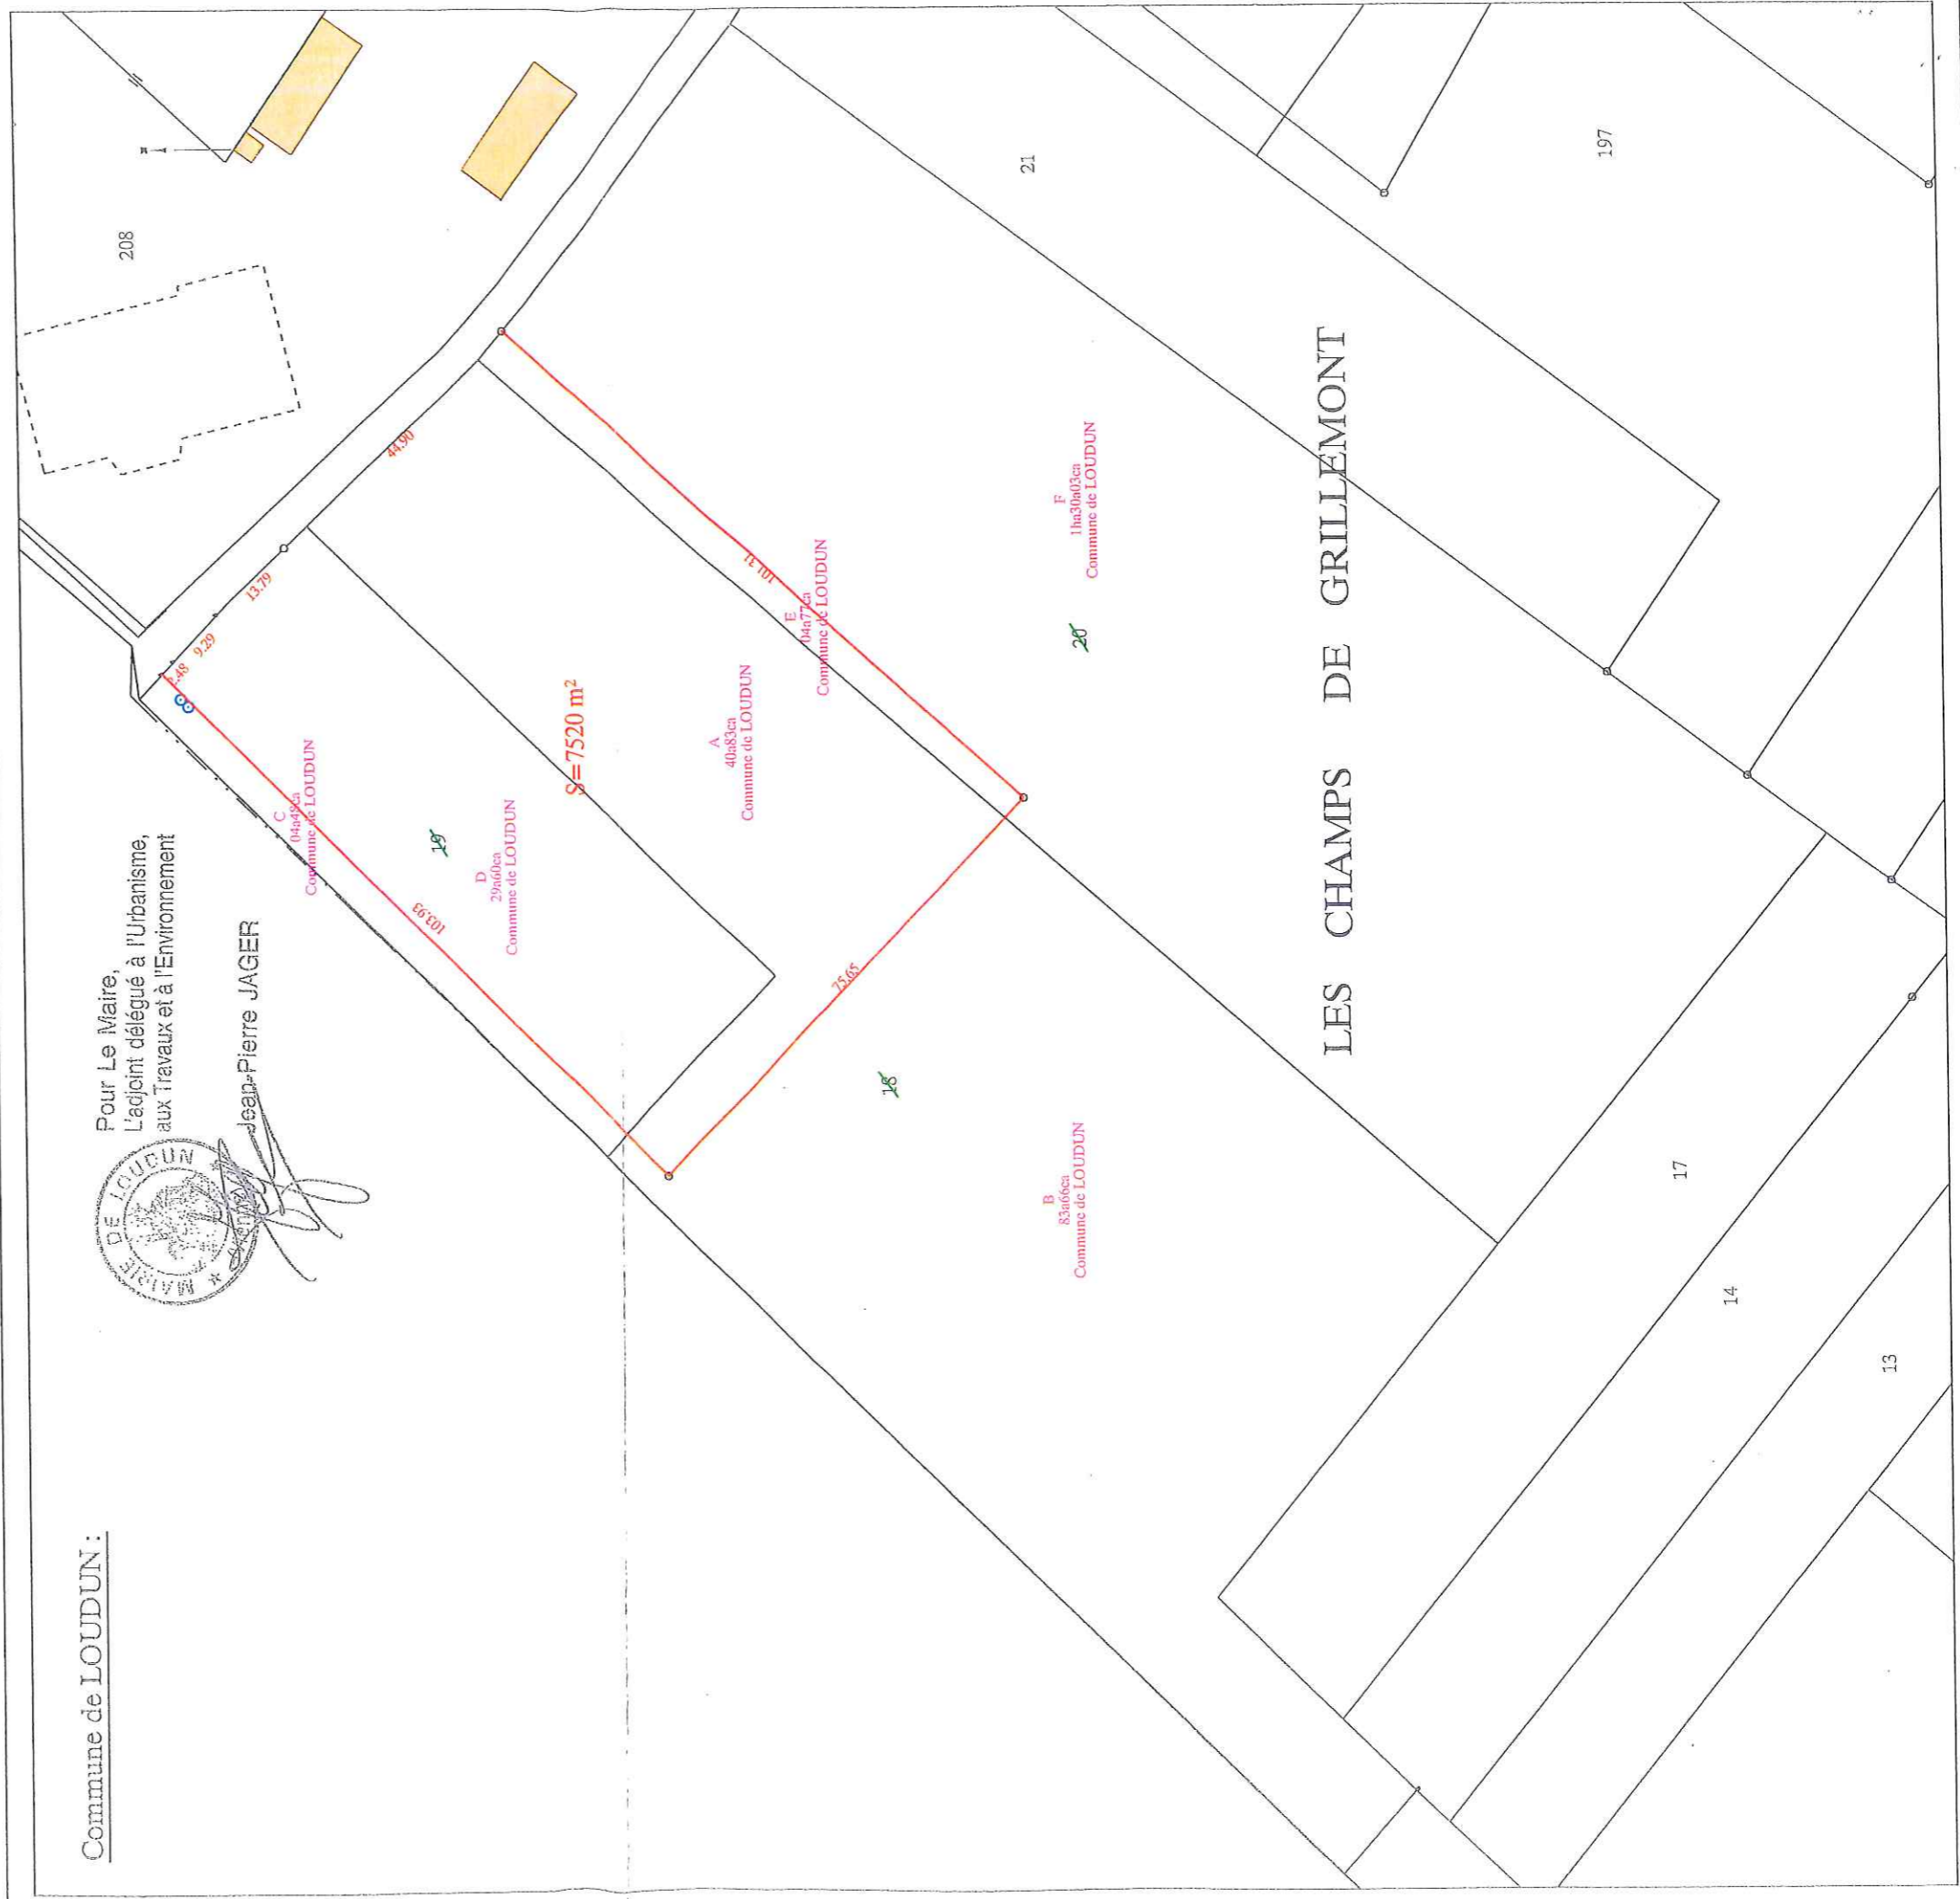 Commune de LOUDUN :
Pour Le Maire,
L'adjoint délégué à l'Urbanisme,
aux Travaux et à l'Environnement
Jean-Pierre JAGER
MAIRIE DE LOUDUN
208
21
197
44.90
13.79
9.29
101.31
103.93
75.65
S=7520 m²
C
Commune de LOUDUN
19
D
29a60ca
Commune de LOUDUN
A
40a83ca
Commune de LOUDUN
E
04a77ca
Commune de LOUDUN
F
1ha30a03ca
Commune de LOUDUN
20
18
B
83a66ca
Commune de LOUDUN
LES CHAMPS DE GRILLEMONT
17
14
13